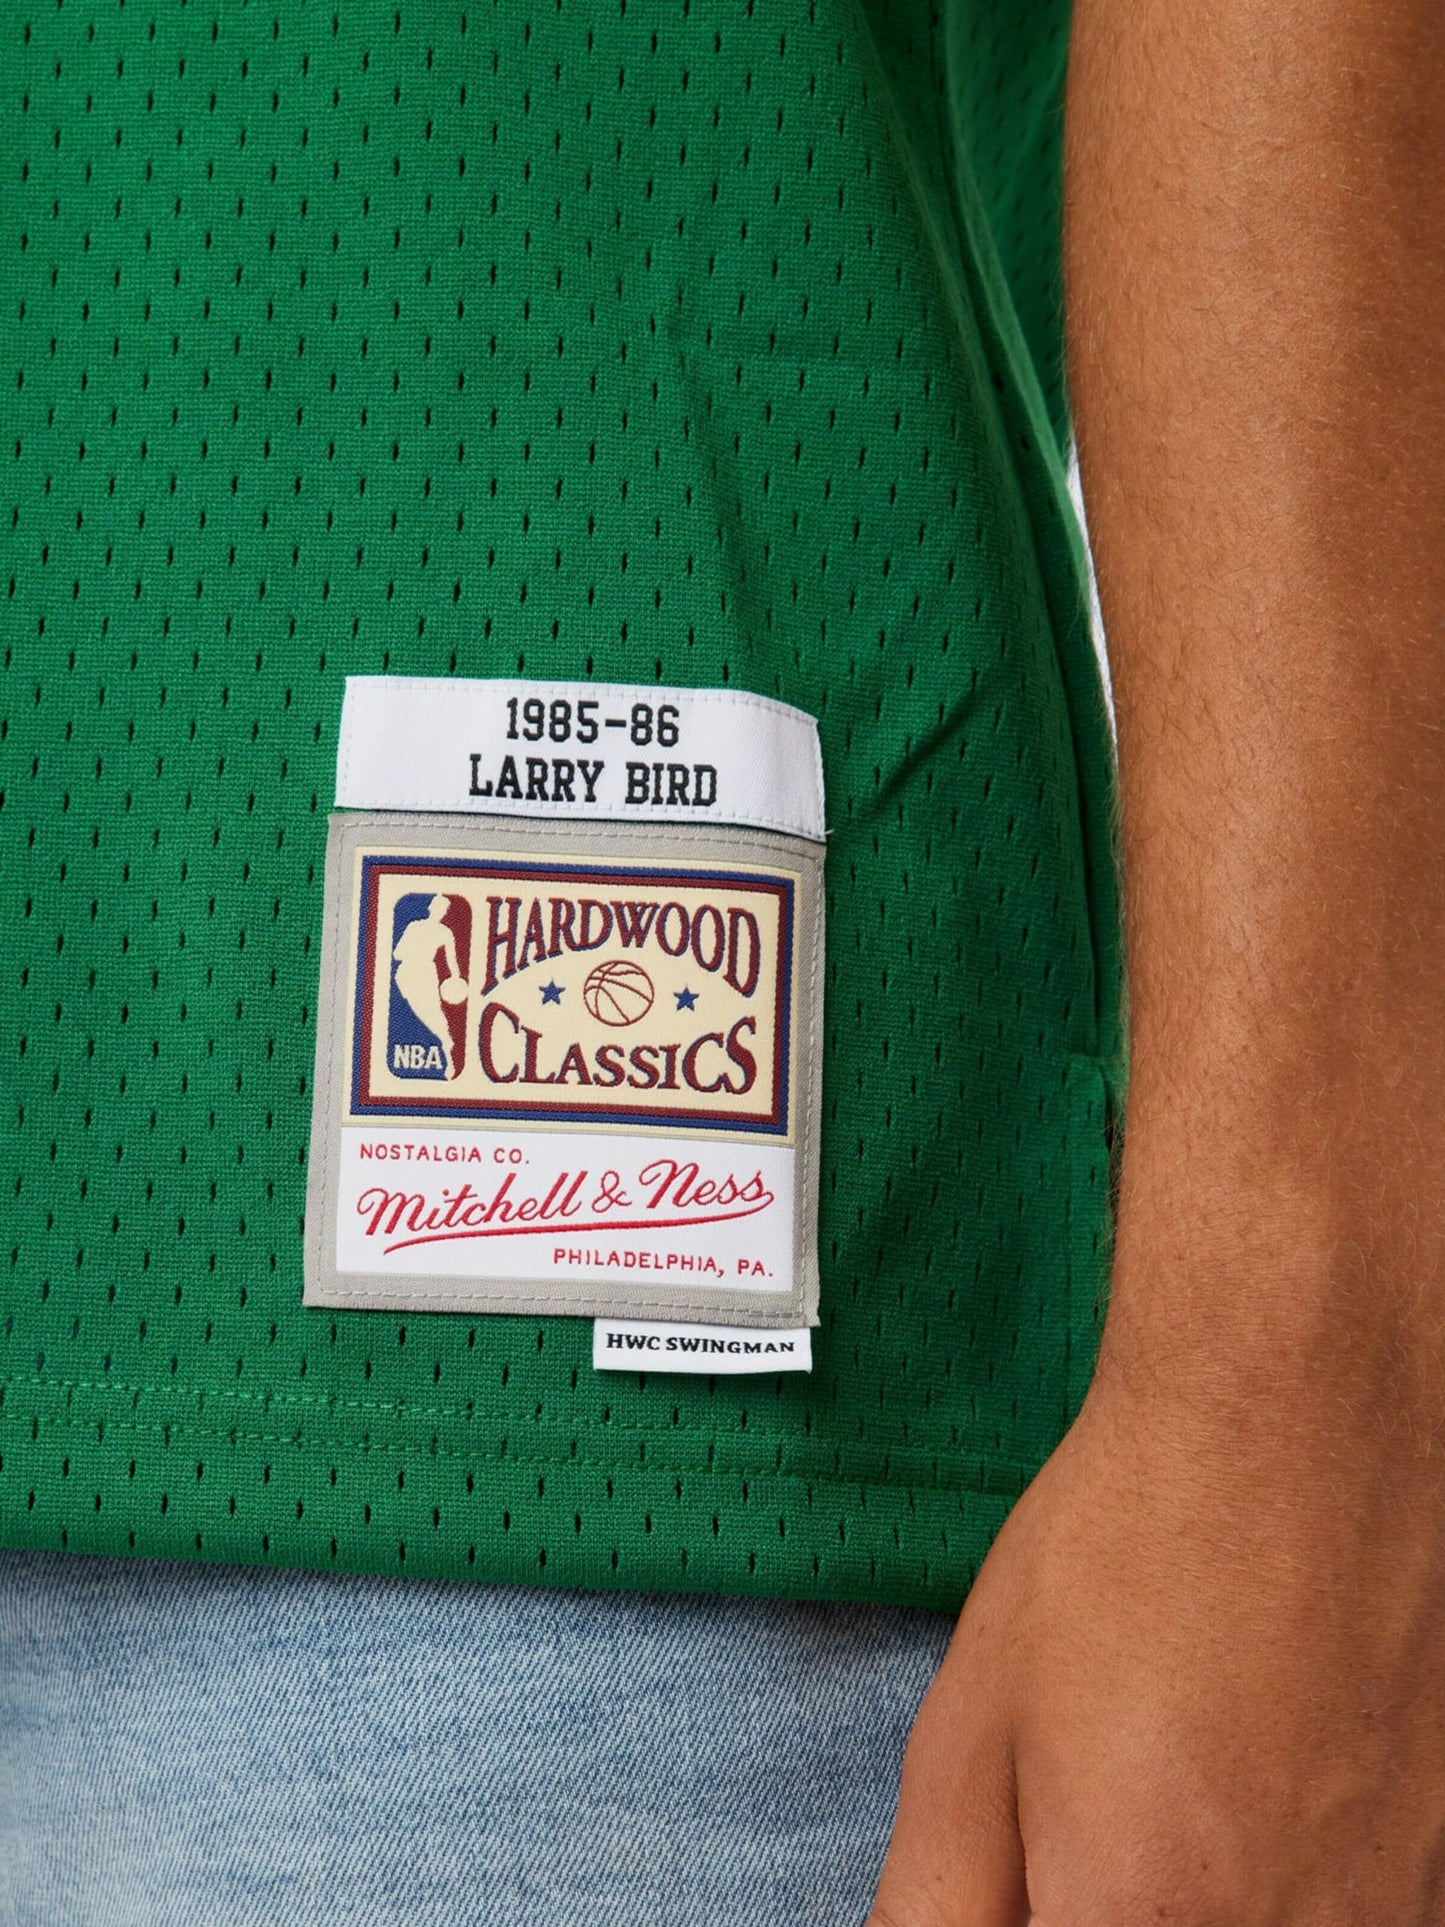 1985-86
LARRY BIRD
HARDWOOD
CLASSICS
NBA
NOSTALGIA CO.
Mitchell & Ness
PHILADELPHIA, PA.
HWC SWINGMAN